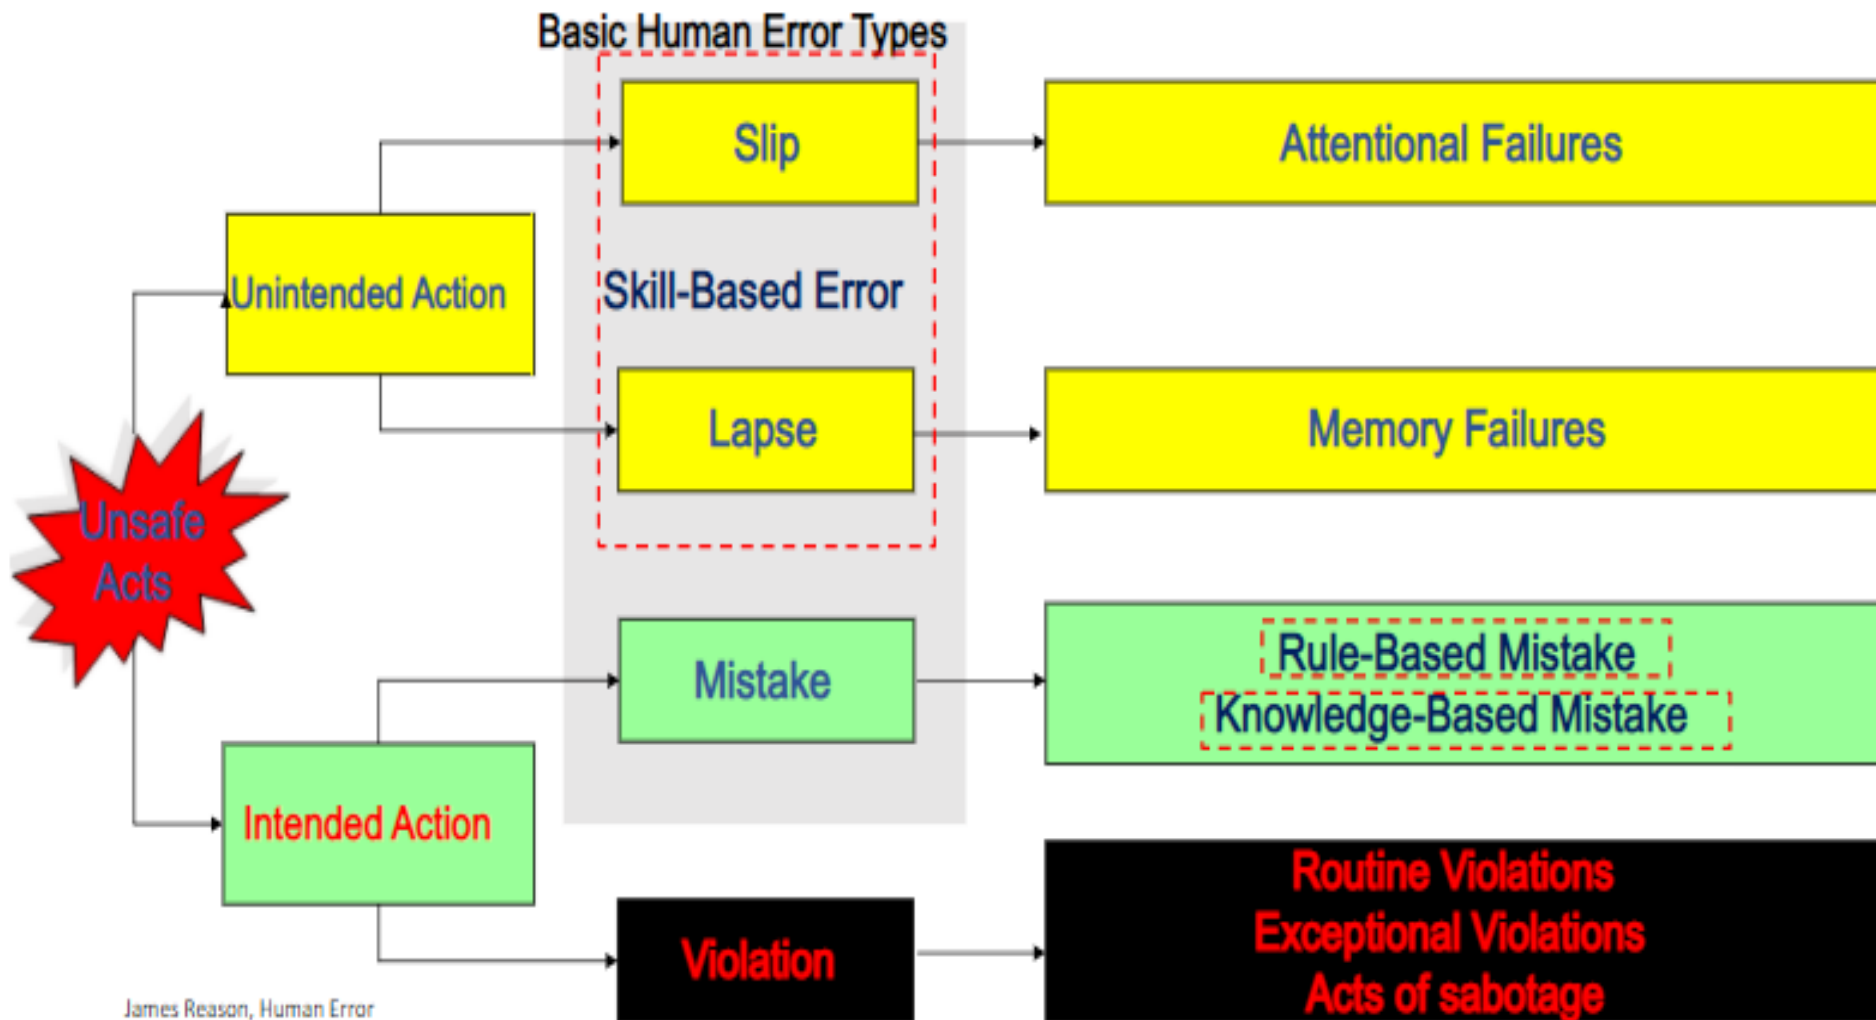 Basic Human Error Types
Slip
Attentional Failures
Unintended Action
Skill-Based Error
Lapse
Memory Failures
Unsafe
Acts
Mistake
Rule-Based Mistake
Knowledge-Based Mistake
Intended Action
Violation
Routine Violations
Exceptional Violations
Acts of sabotage
James Reason, Human Error